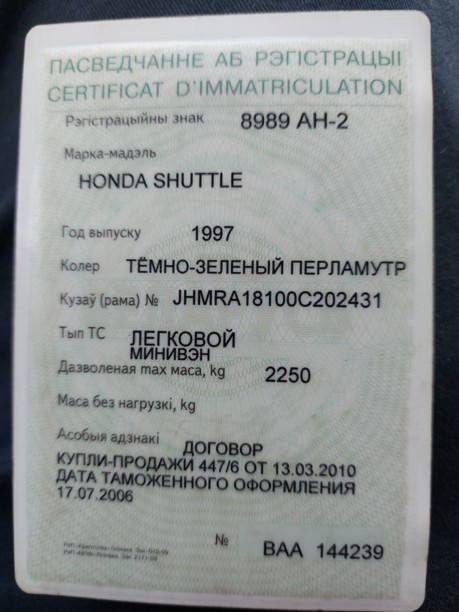 ПАСВЕДЧАННЕ АБ РЭГІСТРАЦЫІ
CERTIFICAT D'IMMATRICULATION
Рэгістрацыйны знак 8989 AH-2
Марка-мадэль
HONDA SHUTTLE
Год выпуску 1997
Колер ТЁМНО-ЗЕЛЕНЫЙ ПЕРЛАМУТР
Кузаў (рама) № JHMRA18100C202431
Тып ТС ЛЕГКОВОЙ
МИНИВЭН
Дазволеная max маса, kg 2250
Маса без нагрузкі, kg
Асобыя адзнакі ДОГОВОР
КУПЛИ-ПРОДАЖИ 447/6 ОТ 13.03.2010
ДАТА ТАМОЖЕННОГО ОФОРМЛЕНИЯ
17.07.2006
№ BAA 144239